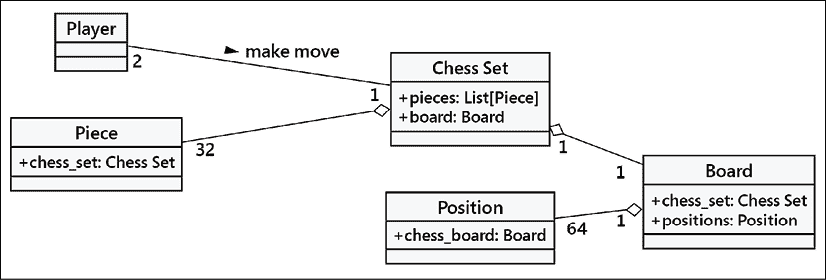 Player
2
make move
Chess Set
+pieces: List[Piece]
+board: Board
1
1
Piece
+chess_set: Chess Set
32
Board
+chess_set: Chess Set
+positions: Position
1
1
Position
+chess_board: Board
64